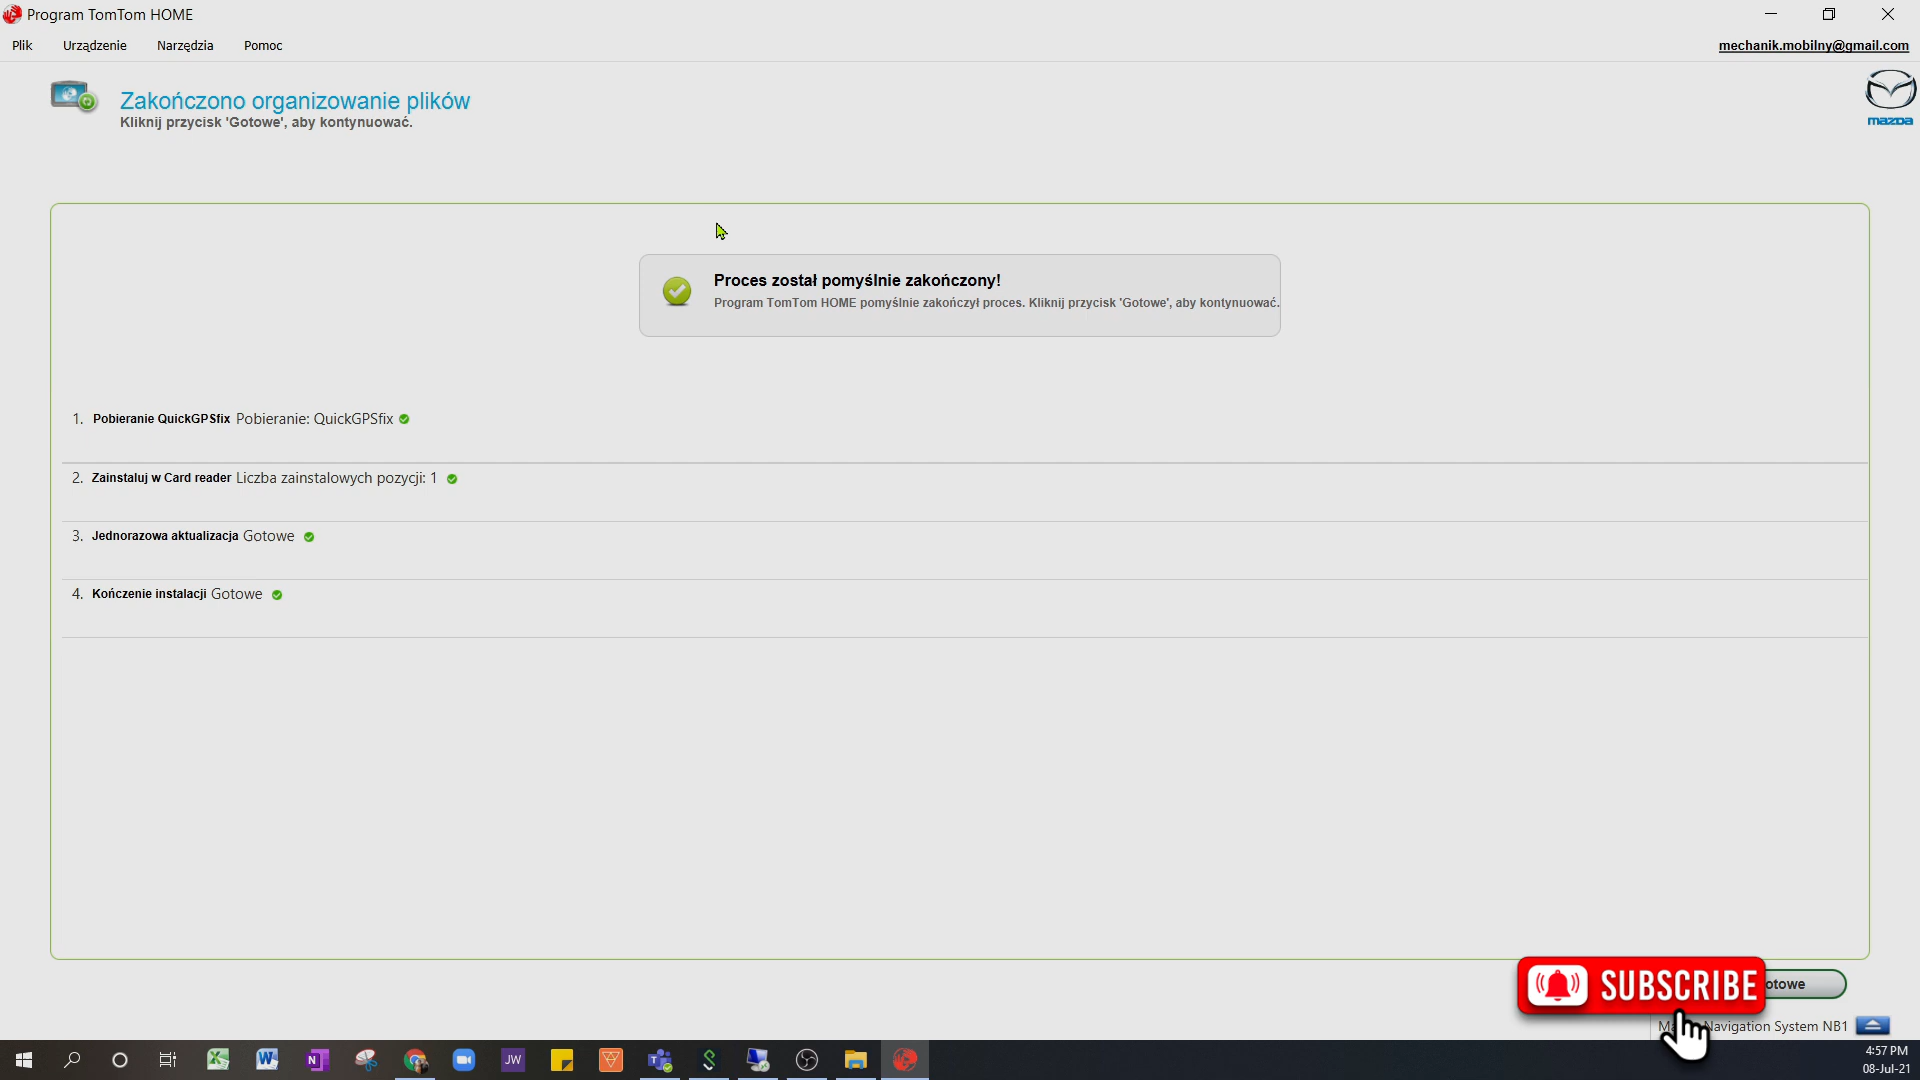 Program TomTom HOME
Plik Urządzenie Narzędzia Pomoc
mechanik.mobilny@gmail.com
Zakończono organizowanie plików
Kliknij przycisk 'Gotowe', aby kontynuować.
mazda
Proces został pomyślnie zakończony!
Program TomTom HOME pomyślnie zakończył proces. Kliknij przycisk 'Gotowe', aby kontynuować.
1. Pobieranie QuickGPSfix Pobieranie: QuickGPSfix
2. Zainstaluj w Card reader Liczba zainstalowych pozycji: 1
3. Jednorazowa aktualizacja Gotowe
4. Kończenie instalacji Gotowe
SUBSCRIBE
otowe
Navigation System NB1
JW
4:57 PM
08-Jul-21